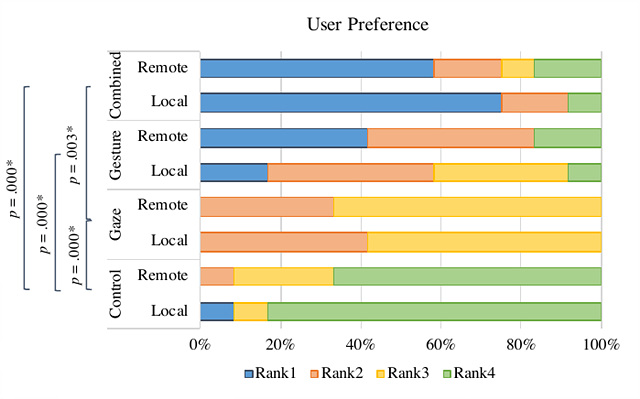 User Preference
Combined
Remote
Local
Gesture
Remote
Local
Gaze
Remote
Local
Control
Remote
Local
p = .000*
p = .000*
p = .003*
p = .000*
0% 20% 40% 60% 80% 100%
Rank1 Rank2 Rank3 Rank4